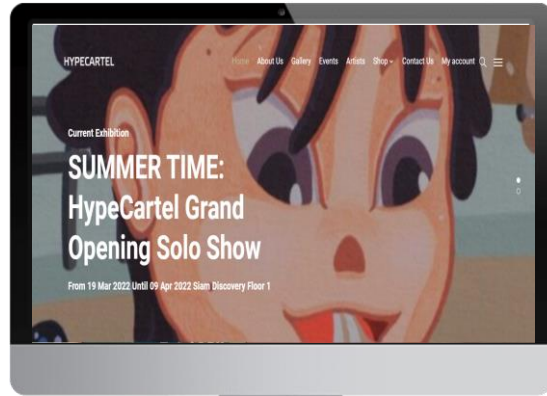 HYPECARTEL
Home About Us Gallery Events Artists Shop Contact Us My account
Current Exhibition
SUMMER TIME:
HypeCartel Grand
Opening Solo Show
From 19 Mar 2022 Until 09 Apr 2022 Siam Discovery Floor 1